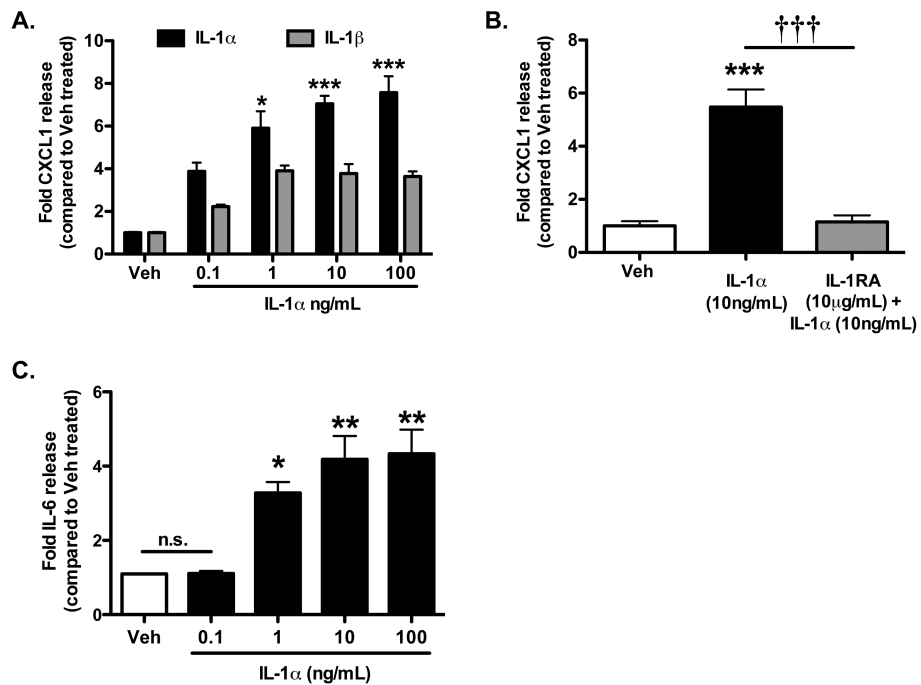 A.
IL-1α
IL-1β
Fold CXCL1 release
(compared to Veh treated)
10
8
6
4
2
0
*
***
***
Veh
0.1
1
10
100
IL-1α ng/mL
B.
Fold CXCL1 release
(compared to Veh treated)
8
6
4
2
0
†††
***
Veh
IL-1α
(10ng/mL)
IL-1RA
(10μg/mL) +
IL-1α (10ng/mL)
C.
Fold IL-6 release
(compared to Veh treated)
6
4
2
0
n.s.
*
**
**
Veh
0.1
1
10
100
IL-1α (ng/mL)